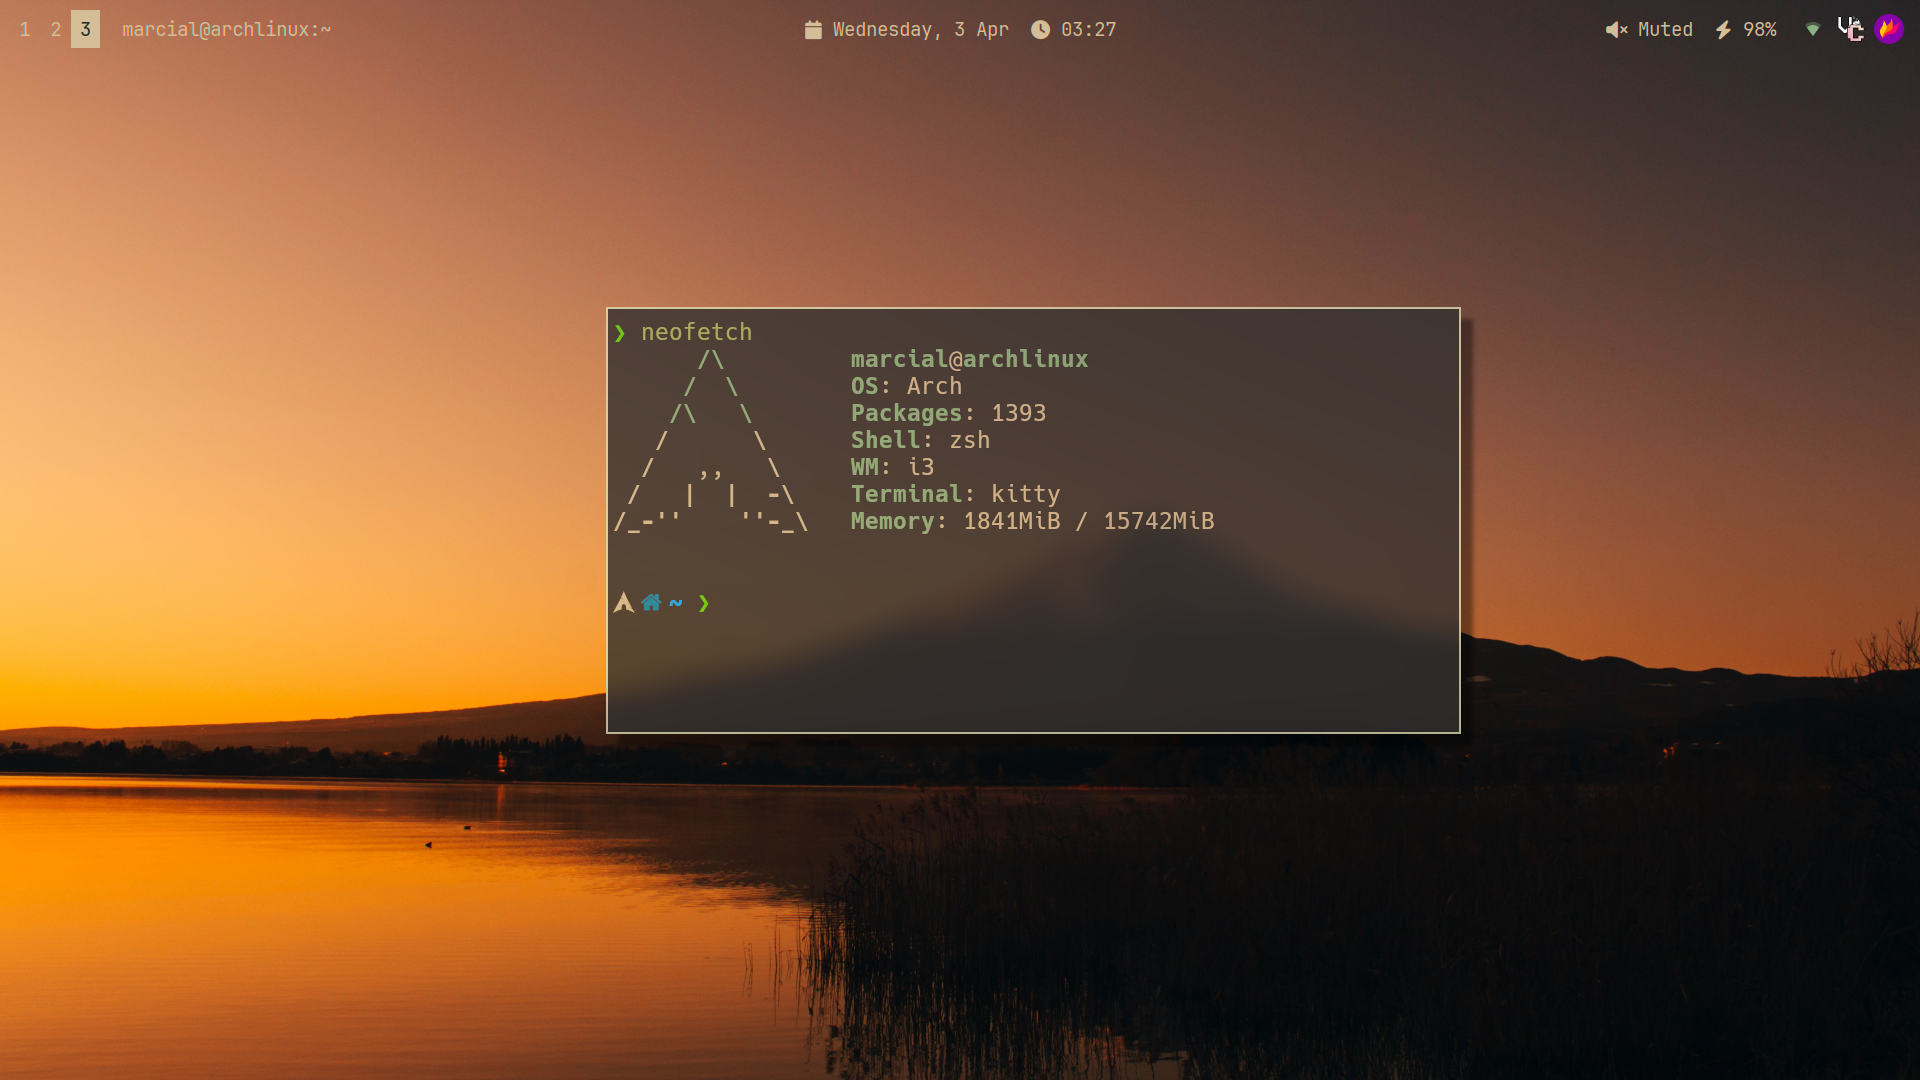 1 2 3 marcial@archlinux:~ Wednesday, 3 Apr 03:27 Muted 98%
❯ neofetch
marcial@archlinux
OS: Arch
Packages: 1393
Shell: zsh
WM: i3
Terminal: kitty
Memory: 1841MiB / 15742MiB
~ ❯